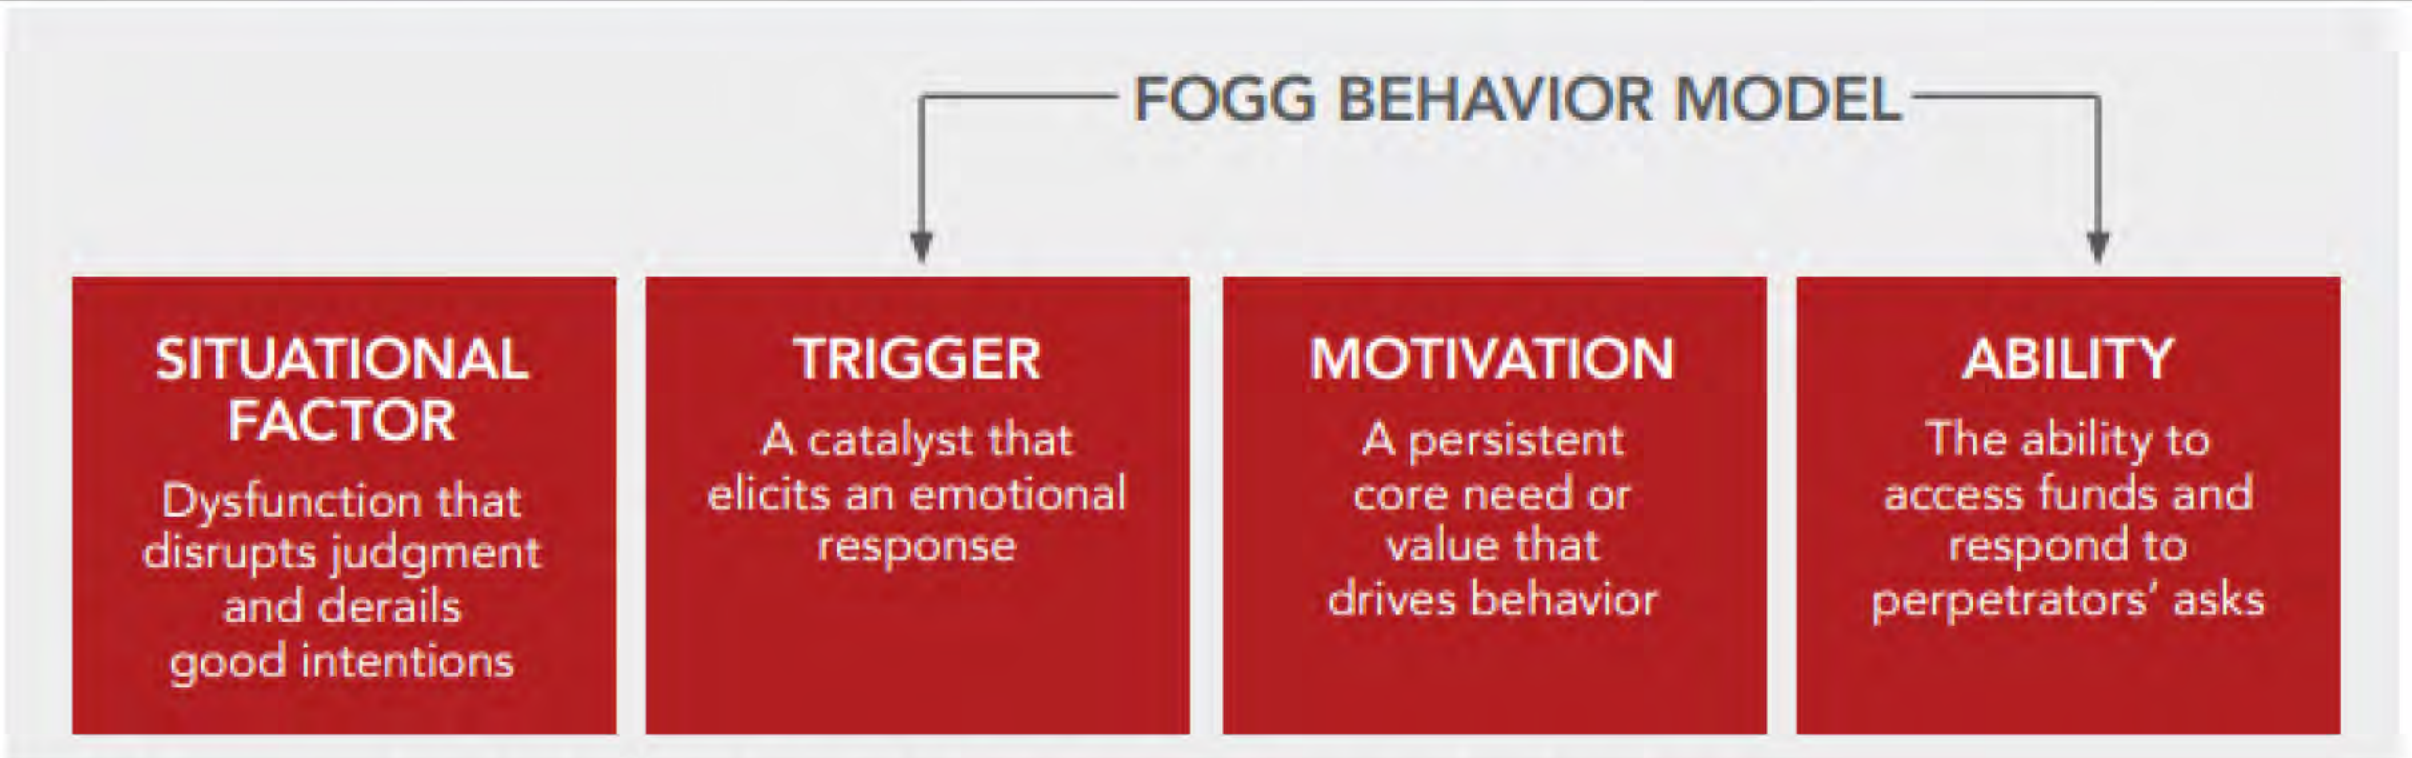 FOGG BEHAVIOR MODEL
SITUATIONAL
FACTOR
Dysfunction that
disrupts judgment
and derails
good intentions
TRIGGER
A catalyst that
elicits an emotional
response
MOTIVATION
A persistent
core need or
value that
drives behavior
ABILITY
The ability to
access funds and
respond to
perpetrators’ asks